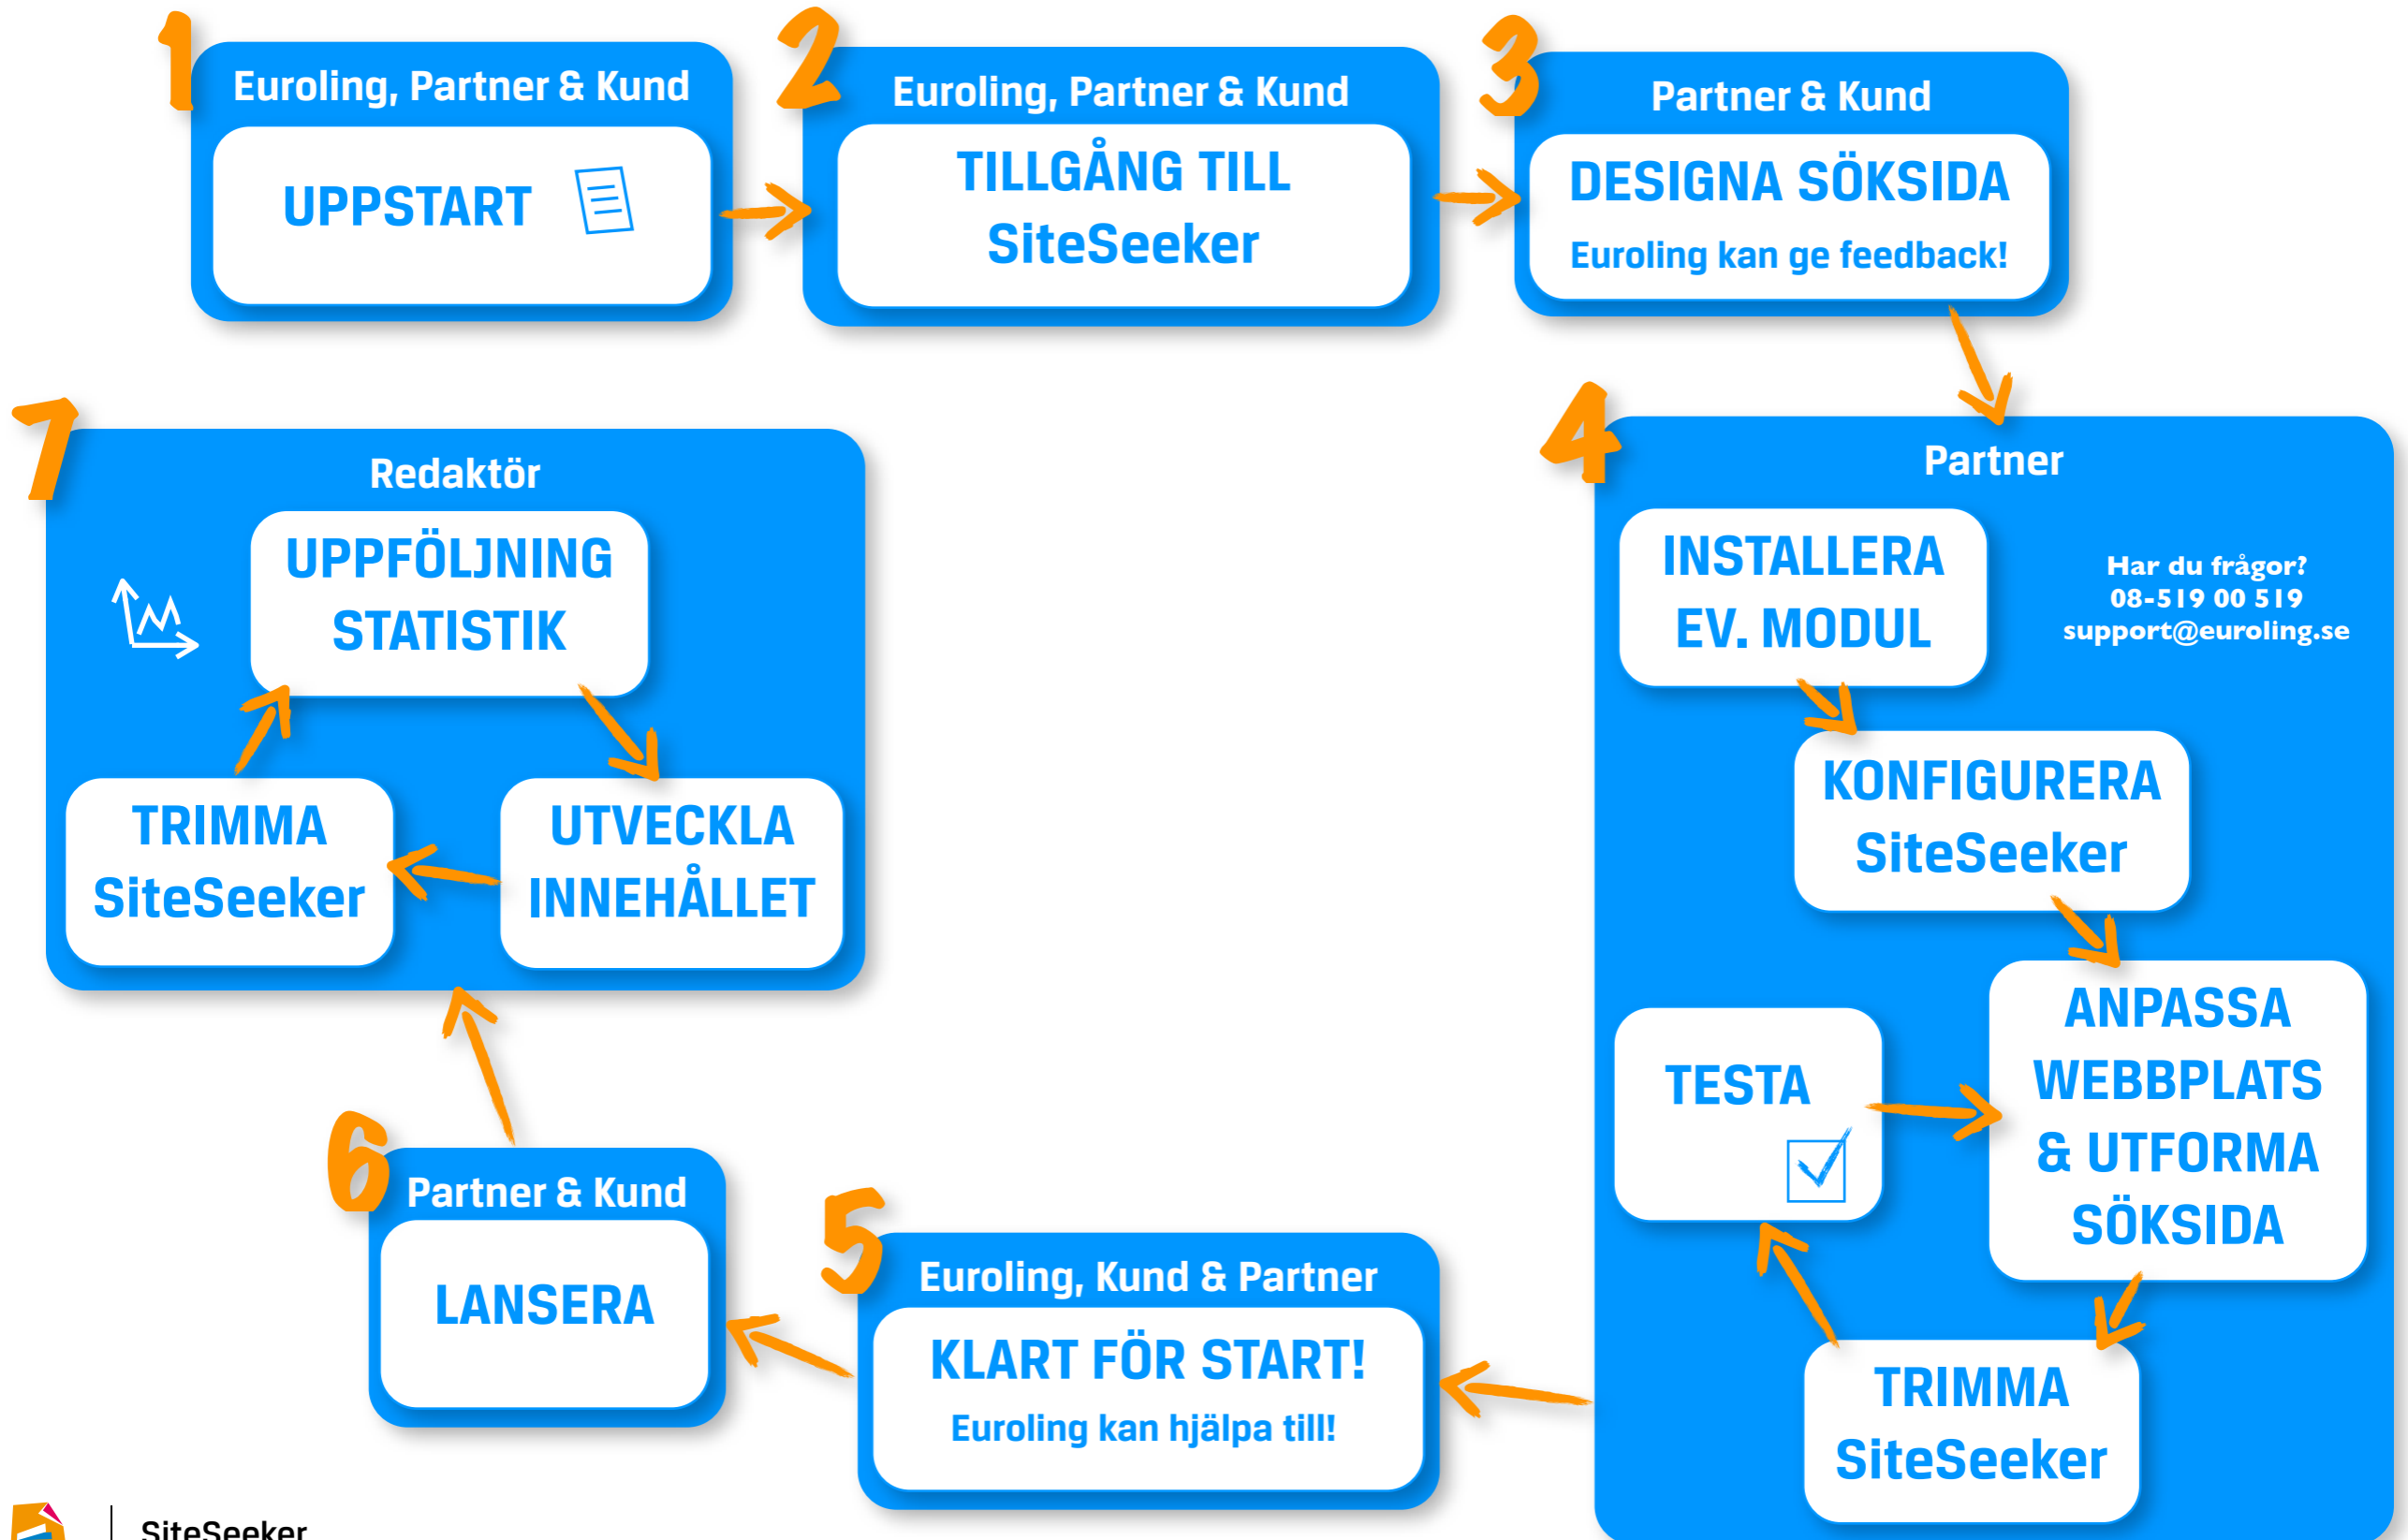 1
Euroling, Partner & Kund
UPPSTART
2
Euroling, Partner & Kund
TILLGÅNG TILL
SiteSeeker
3
Partner & Kund
DESIGNA SÖKSIDA
Euroling kan ge feedback!
4
Partner
INSTALLERA
EV. MODUL
Har du frågor?
08-519 00 519
support@euroling.se
KONFIGURERA
SiteSeeker
ANPASSA
WEBBPLATS
& UTFORMA
SÖKSIDA
TRIMMA
SiteSeeker
TESTA
5
Euroling, Kund & Partner
KLART FÖR START!
Euroling kan hjälpa till!
6
Partner & Kund
LANSERA
7
Redaktör
UPPFÖLJNING
STATISTIK
UTVECKLA
INNEHÅLLET
TRIMMA
SiteSeeker
SiteSeeker